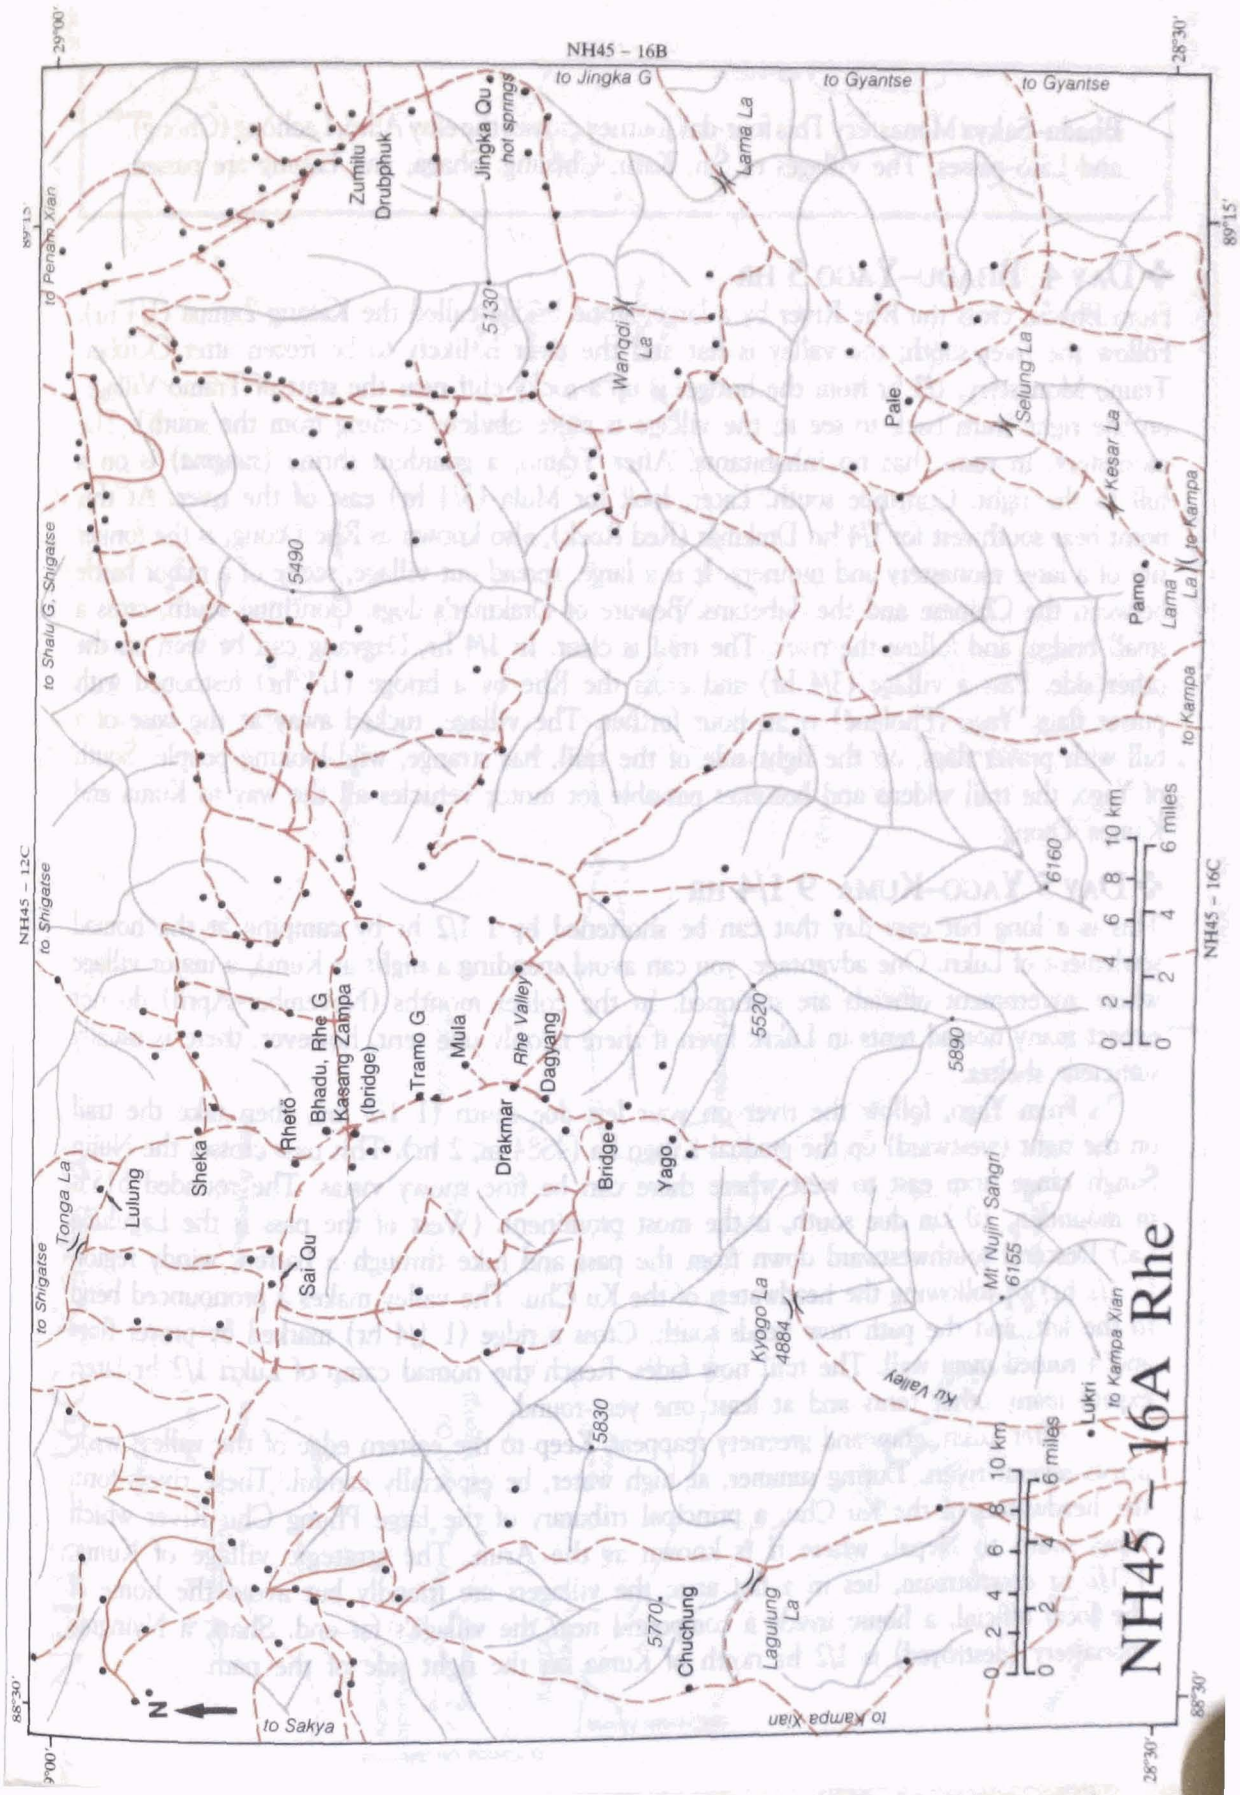 NH45 – 16A Rhe
NH45 – 12C
NH45 – 16B
NH45 – 16C
88°30'
89°15'
29°00'
9°00'
28°30'
28°30'
88°30'
89°15'
N
to Shigatse
to Shigatse
to Shalu G, Shigatse
to Penam Xian
Tonga La
Lulung
Sheka
Rhetö
Bhadu, Rhe G
Kasang Zampa
(bridge)
Sai Qu
to Sakya
Tramo G
Mula
Rhe Valley
Drakmar
Dagyang
Bridge
Yago
5490
5130
Zumilu
Drubphuk
Jingka Qu
hot springs
to Jingka G
Lama La
to Gyantse
to Gyantse
Wangdi
La
Pale
Selung La
Kesar La
Pamo
Lama
La
to Kampa
to Kampa
6160
5520
5890
5830
Kyogo La
4884
Mt Nujin Sangri
6155
Ku Valley
Lukri
to Kampa Xian
5770
Chuchung
Lagulung
La
to Kampa Xian
0 2 4 6 8 10 km
0 2 4 6 miles
0 2 4 6 8 10 km
0 2 4 6 miles